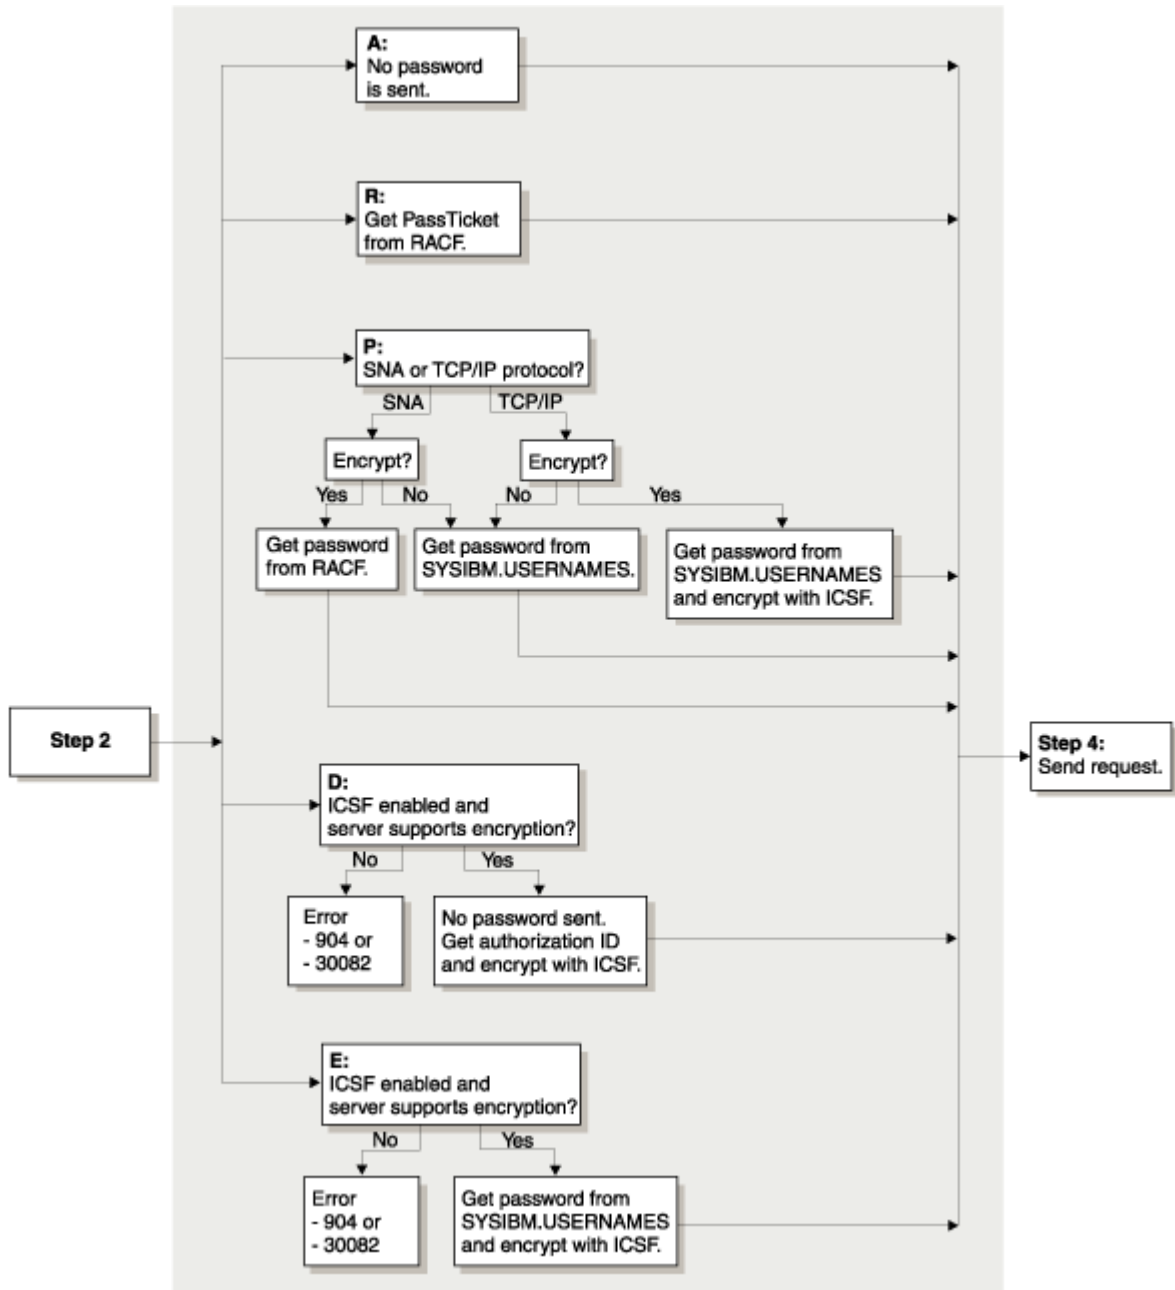 A:
No password
is sent.
R:
Get PassTicket
from RACF.
P:
SNA or TCP/IP protocol?
SNA
TCP/IP
Encrypt?
Encrypt?
Yes
No
No
Yes
Get password
from RACF.
Get password from
SYSIBM.USERNAMES.
Get password from
SYSIBM.USERNAMES
and encrypt with ICSF.
Step 2
Step 4:
Send request.
D:
ICSF enabled and
server supports encryption?
No
Yes
Error
- 904 or
- 30082
No password sent.
Get authorization ID
and encrypt with ICSF.
E:
ICSF enabled and
server supports encryption?
No
Yes
Error
- 904 or
- 30082
Get password from
SYSIBM.USERNAMES
and encrypt with ICSF.